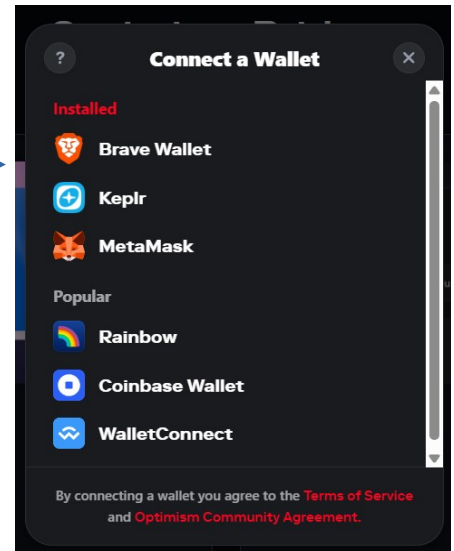 ?
Connect a Wallet
Installed
Brave Wallet
Keplr
MetaMask
Popular
Rainbow
Coinbase Wallet
WalletConnect
By connecting a wallet you agree to the Terms of Service
and Optimism Community Agreement.